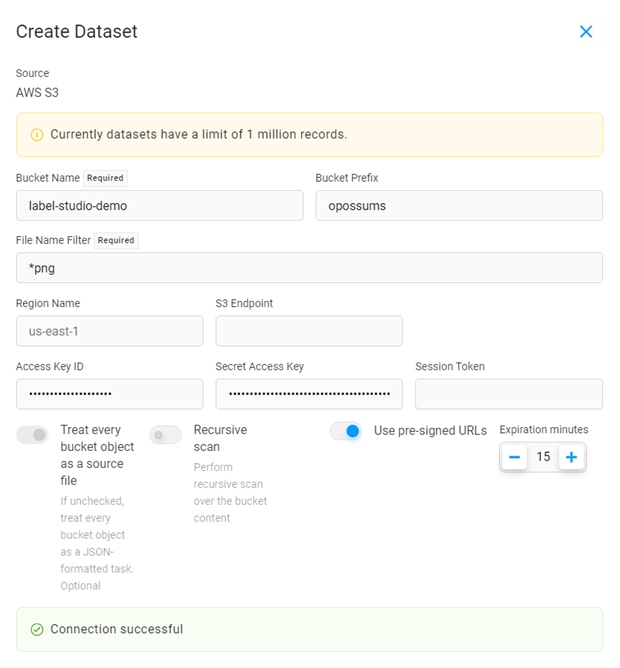 Create Dataset
Source
AWS S3
Currently datasets have a limit of 1 million records.
Bucket Name Required
Bucket Prefix
label-studio-demo
opossums
File Name Filter Required
*png
Region Name
S3 Endpoint
us-east-1
Access Key ID
Secret Access Key
Session Token
••••••••••••••••••••
••••••••••••••••••••••••••••••••••••••••
Treat every
bucket object
as a source
file
If unchecked,
treat every
bucket object
as a JSON-
formatted task.
Optional
Recursive
scan
Perform
recursive scan
over the bucket
content
Use pre-signed URLs
Expiration minutes
15
Connection successful